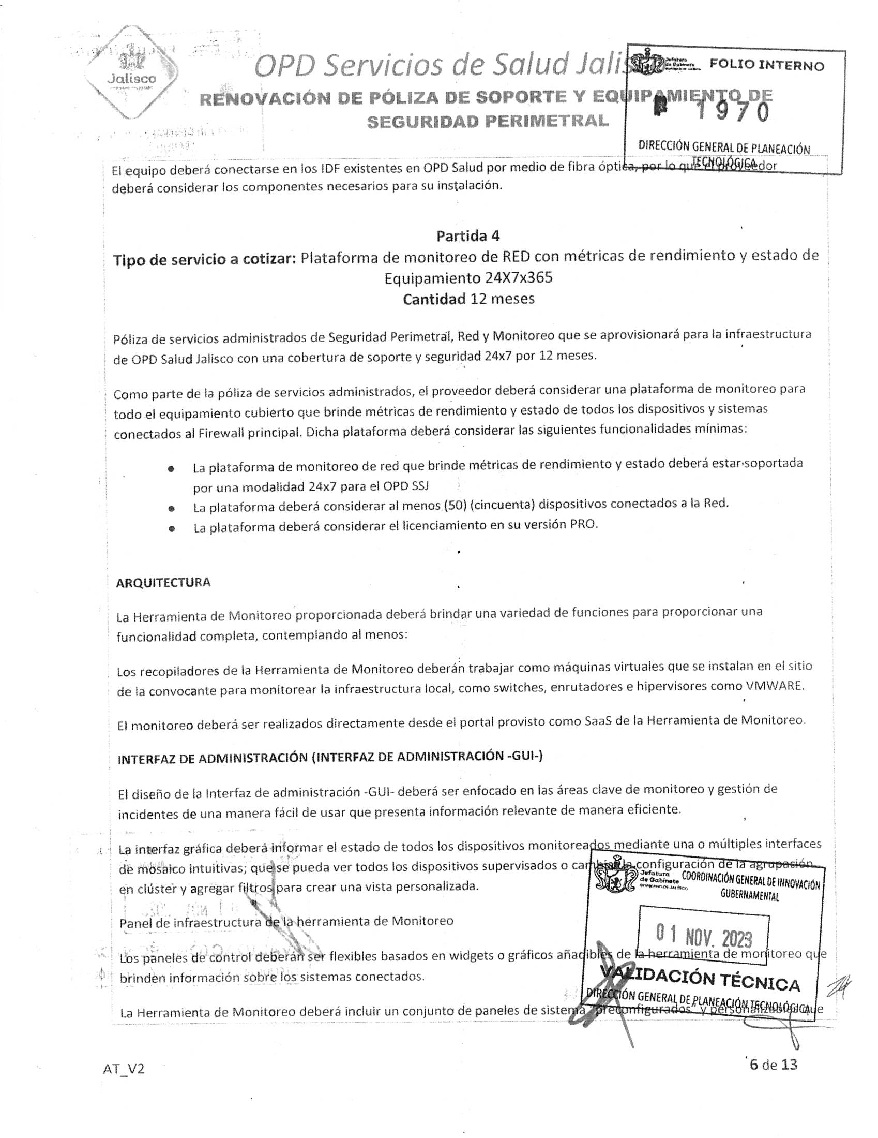 Jalisco
OPD Servicios de Salud Jali
RENOVACIÓN DE PÓLIZA DE SOPORTE Y EQUIPAMIENTO DE
SEGURIDAD PERIMETRAL
Jefatura
de Gabinete
FOLIO INTERNO
1970
DIRECCIÓN GENERAL DE PLANEACIÓN
TECNOLÓGICA
El equipo deberá conectarse en los IDF existentes en OPD Salud por medio de fibra óptica, por lo que el proveedor
deberá considerar los componentes necesarios para su instalación.
Partida 4
Tipo de servicio a cotizar: Plataforma de monitoreo de RED con métricas de rendimiento y estado de
Equipamiento 24X7x365
Cantidad 12 meses
Póliza de servicios administrados de Seguridad Perimetral, Red y Monitoreo que se aprovisionará para la infraestructura
de OPD Salud Jalisco con una cobertura de soporte y seguridad 24x7 por 12 meses.
Como parte de la póliza de servicios administrados, el proveedor deberá considerar una plataforma de monitoreo para
todo el equipamiento cubierto que brinde métricas de rendimiento y estado de todos los dispositivos y sistemas
conectados al Firewall principal. Dicha plataforma deberá considerar las siguientes funcionalidades mínimas:
• La plataforma de monitoreo de red que brinde métricas de rendimiento y estado deberá estar soportada
por una modalidad 24x7 para el OPD SSJ
• La plataforma deberá considerar al menos (50) (cincuenta) dispositivos conectados a la Red.
• La plataforma deberá considerar el licenciamiento en su versión PRO.
ARQUITECTURA
La Herramienta de Monitoreo proporcionada deberá brindar una variedad de funciones para proporcionar una
funcionalidad completa, contemplando al menos:
Los recopiladores de la Herramienta de Monitoreo deberán trabajar como máquinas virtuales que se instalan en el sitio
de la convocante para monitorear la infraestructura local, como switches, enrutadores e hipervisores como VMWARE.
El monitoreo deberá ser realizados directamente desde el portal provisto como SaaS de la Herramienta de Monitoreo.
INTERFAZ DE ADMINISTRACIÓN (INTERFAZ DE ADMINISTRACIÓN -GUI-)
El diseño de la Interfaz de administración -GUI- deberá ser enfocado en las áreas clave de monitoreo y gestión de
incidentes de una manera fácil de usar que presenta información relevante de manera eficiente.
La interfaz gráfica deberá informar el estado de todos los dispositivos monitoreados mediante una o múltiples interfaces
de mosaico intuitivas; que se pueda ver todos los dispositivos supervisados o cambiar la configuración de la agrupación
en clúster y agregar filtros para crear una vista personalizada.
Panel de infraestructura de la herramienta de Monitoreo
Los paneles de control deberán ser flexibles basados en widgets o gráficos añadibles de la herramienta de monitoreo que
brinden información sobre los sistemas conectados.
La Herramienta de Monitoreo deberá incluir un conjunto de paneles de sistema preconfigurados y personalizados que
Jefatura
de Gabinete
COORDINACIÓN GENERAL DE INNOVACIÓN
GUBERNAMENTAL
01 NOV. 2023
VALIDACIÓN TÉCNICA
DIRECCIÓN GENERAL DE PLANEACIÓN TECNOLÓGICA
AT_V2
6 de 13